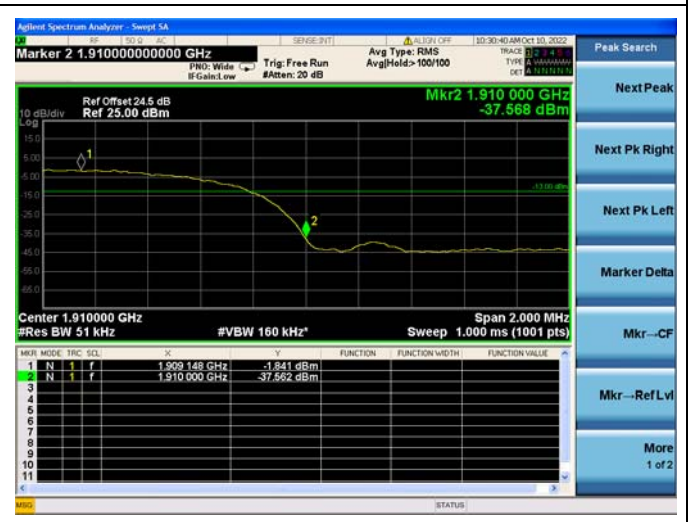 Agilent Spectrum Analyzer - Swept SA
RF 50 Ω AC SENSE:INT ALIGN OFF 10:30:40 AM Oct 10, 2022
Marker 2 1.910000000000 GHz
PNO: Wide Trig: Free Run Avg Type: RMS TRACE 1 2 3 4 5 6
IFGain:Low #Atten: 20 dB Avg|Hold:>100/100 TYPE A
DET A N N N N N
Peak Search
Next Peak
Next Pk Right
Next Pk Left
Marker Delta
Mkr→CF
Mkr→Ref Lvl
More
1 of 2
Mkr2 1.910 000 GHz
-37.568 dBm
Ref Offset 24.5 dB
10 dB/div Ref 25.00 dBm
Log
15.0
5.00
-5.00
-15.0
-25.0
-35.0
-45.0
-55.0
-65.0
1
2
-13.00 dBm
Center 1.910000 GHz Span 2.000 MHz
#Res BW 51 kHz #VBW 160 kHz* Sweep 1.000 ms (1001 pts)
MKR MODE TRC SCL X Y FUNCTION FUNCTION WIDTH FUNCTION VALUE
1 N 1 f 1.909 148 GHz -1.841 dBm
2 N 1 f 1.910 000 GHz -37.562 dBm
3
4
5
6
7
8
9
10
11
MSG STATUS